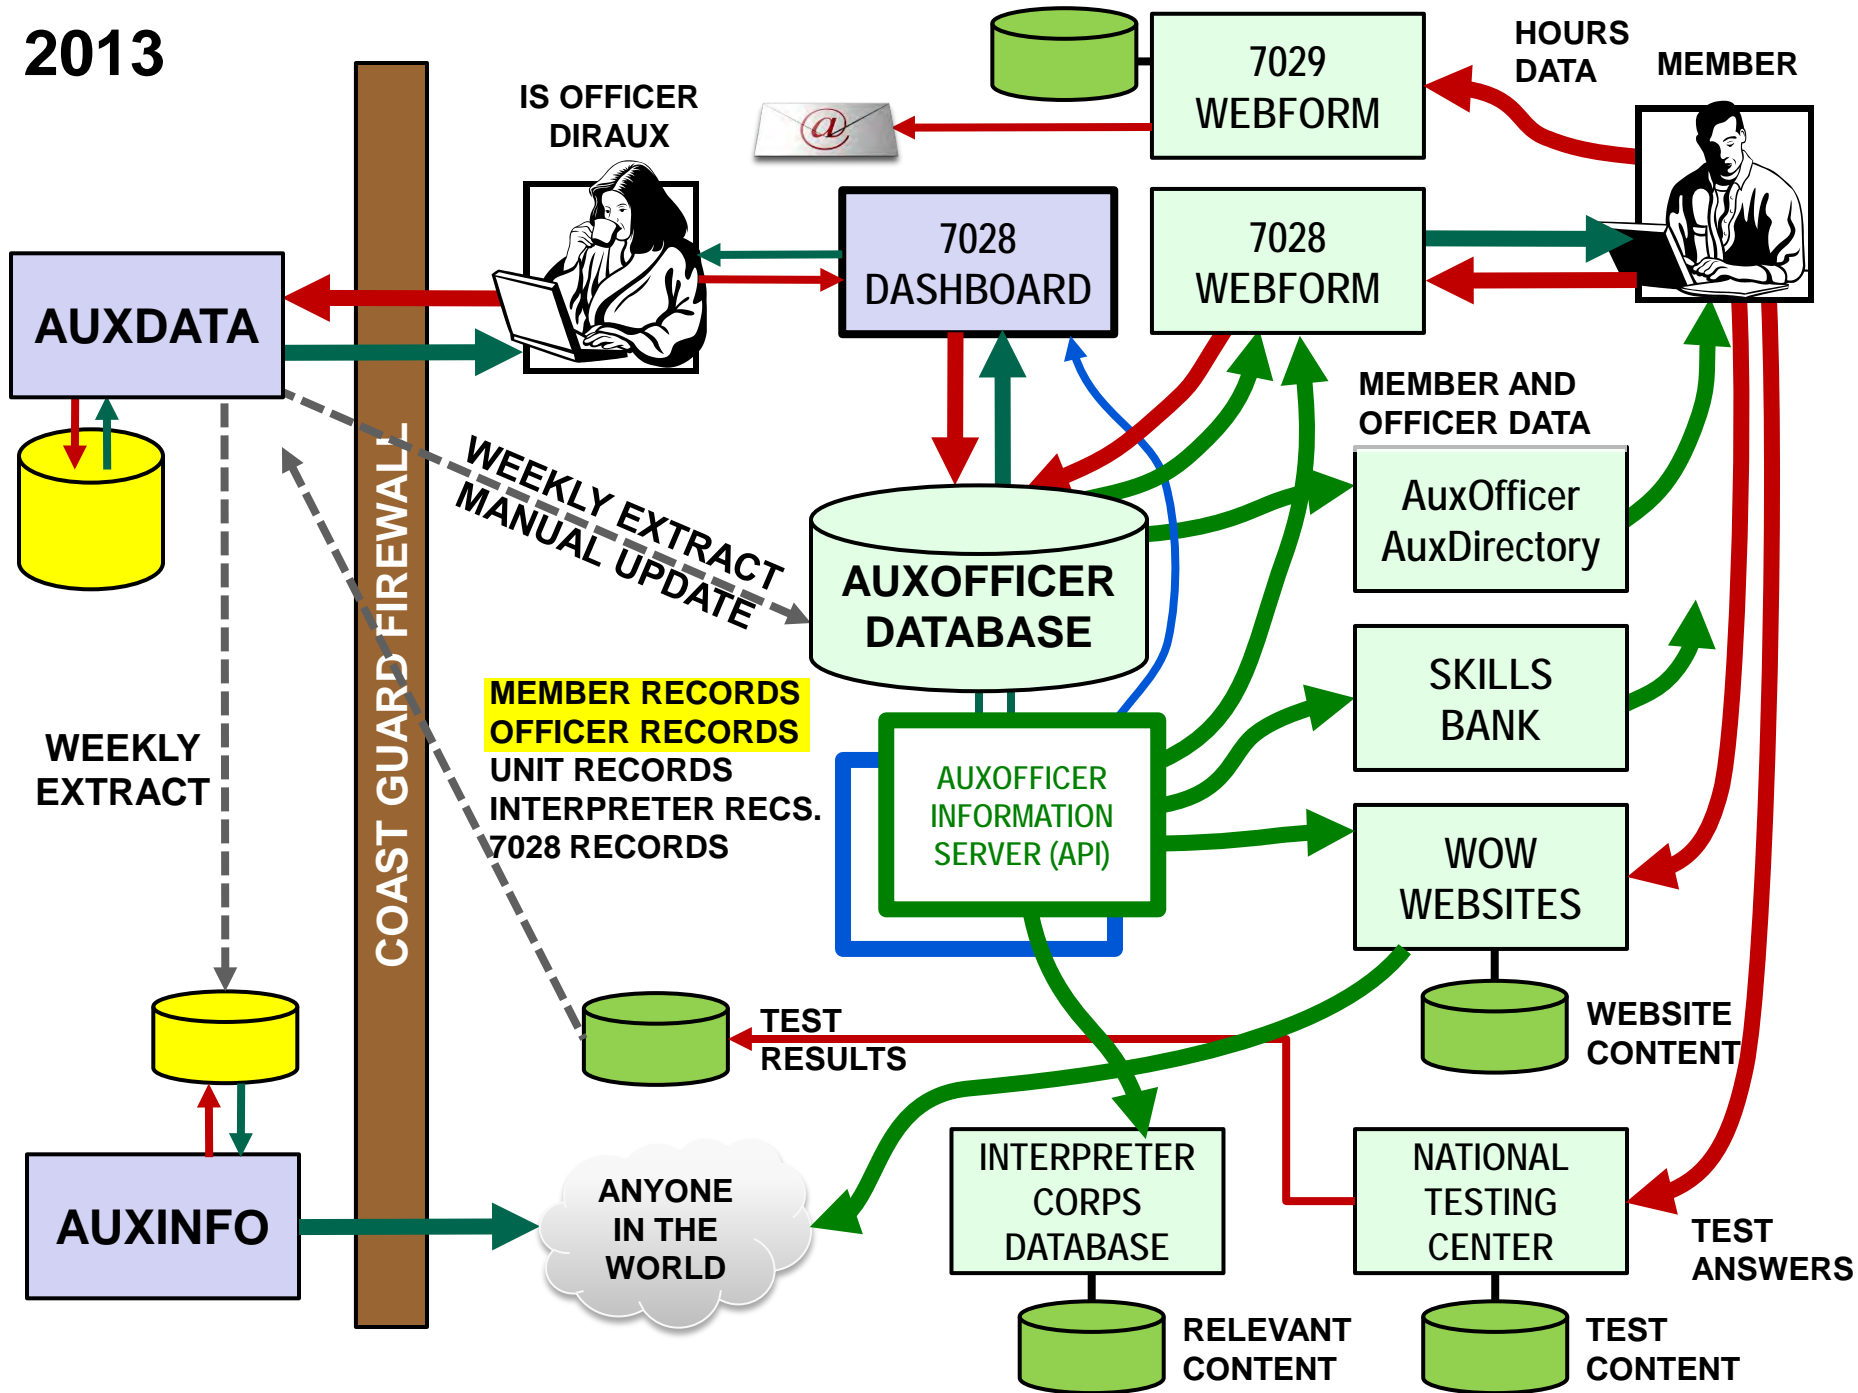 2013
IS OFFICER
DIRAUX
7029
WEBFORM
HOURS
DATA
MEMBER
@
7028
DASHBOARD
7028
WEBFORM
AUXDATA
COAST GUARD FIREWALL
WEEKLY EXTRACT
MANUAL UPDATE
MEMBER AND
OFFICER DATA
AuxOfficer
AuxDirectory
AUXOFFICER
DATABASE
MEMBER RECORDS
OFFICER RECORDS
UNIT RECORDS
INTERPRETER RECS.
7028 RECORDS
SKILLS
BANK
WEEKLY
EXTRACT
AUXOFFICER
INFORMATION
SERVER (API)
WOW
WEBSITES
TEST
RESULTS
WEBSITE
CONTENT
AUXINFO
ANYONE
IN THE
WORLD
INTERPRETER
CORPS
DATABASE
NATIONAL
TESTING
CENTER
TEST
ANSWERS
RELEVANT
CONTENT
TEST
CONTENT